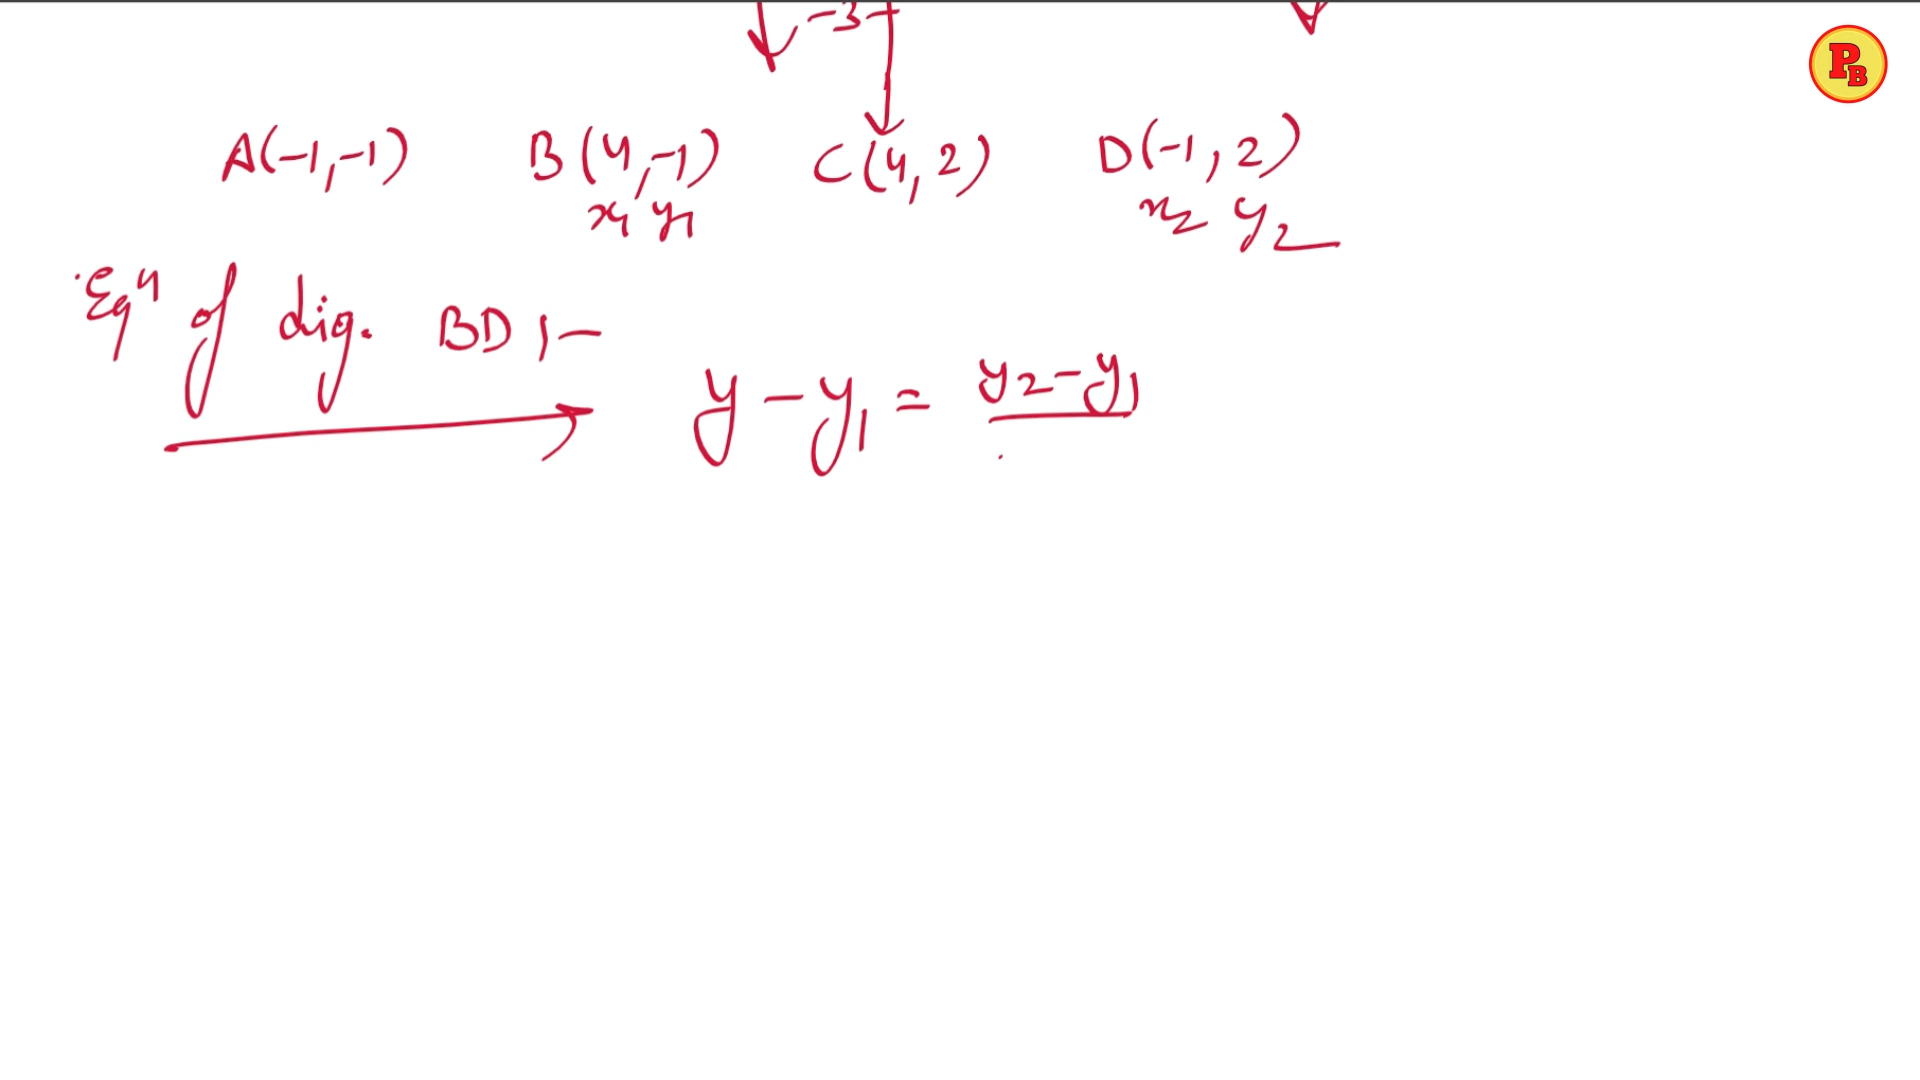 -3
A(-1,-1) B(4,-1) C(4,2) D(-1,2)
x₁ y₁ x₂ y₂
Eqⁿ of dig. BD :-
y - y₁ = y₂ - y₁
PB